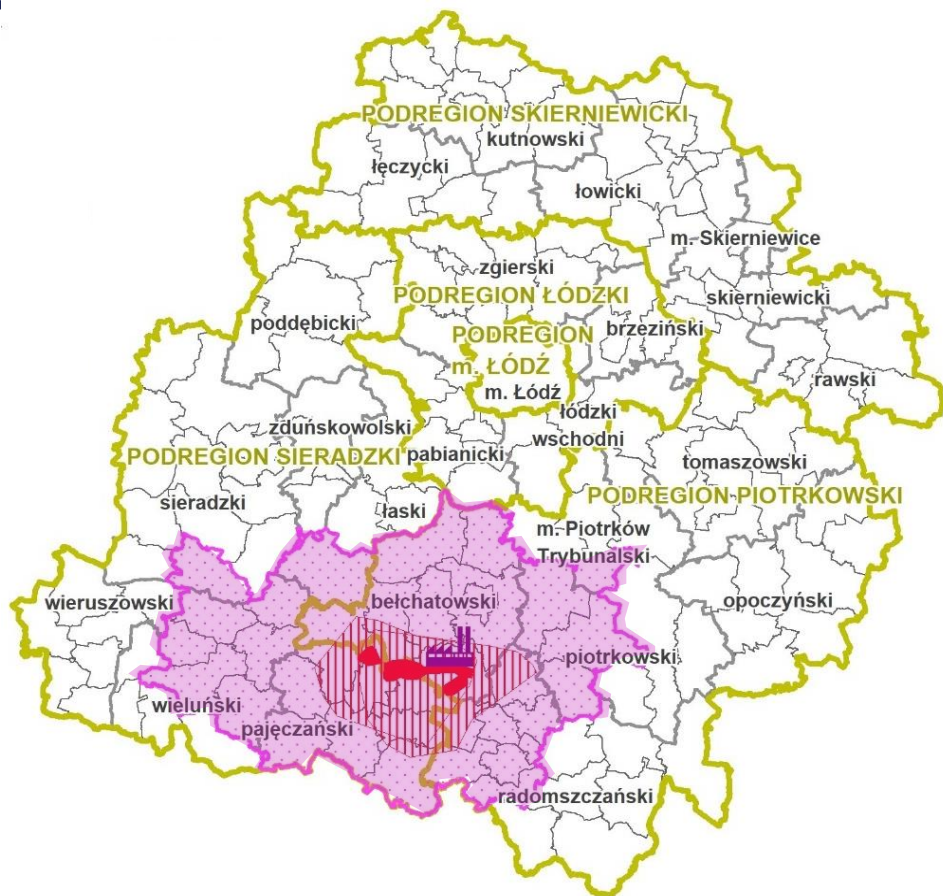 PODREGION SKIERNIEWICKI
kutnowski
łęczycki
łowicki
m. Skierniewice
zgierski
skierniewicki
PODREGION ŁÓDZKI
poddębicki
brzeziński
PODREGION
m. ŁÓDŹ
m. Łódź
rawski
łódzki
wschodni
zduńskowolski
PODREGION SIERADZKI
pabianicki
tomaszowski
PODREGION PIOTRKOWSKI
sieradzki
łaski
m. Piotrków
Trybunalski
wieruszowski
bełchatowski
opoczyński
piotrkowski
wieluński
pajęczański
radomszczański